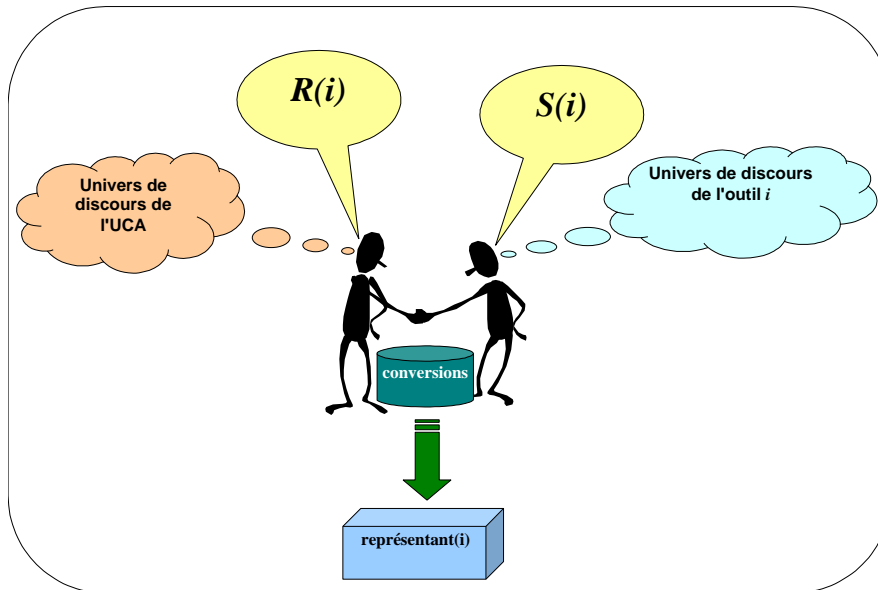 R(i)
S(i)
Univers de
discours de
l'UCA
Univers de discours
de l'outil i
conversions
représentant(i)